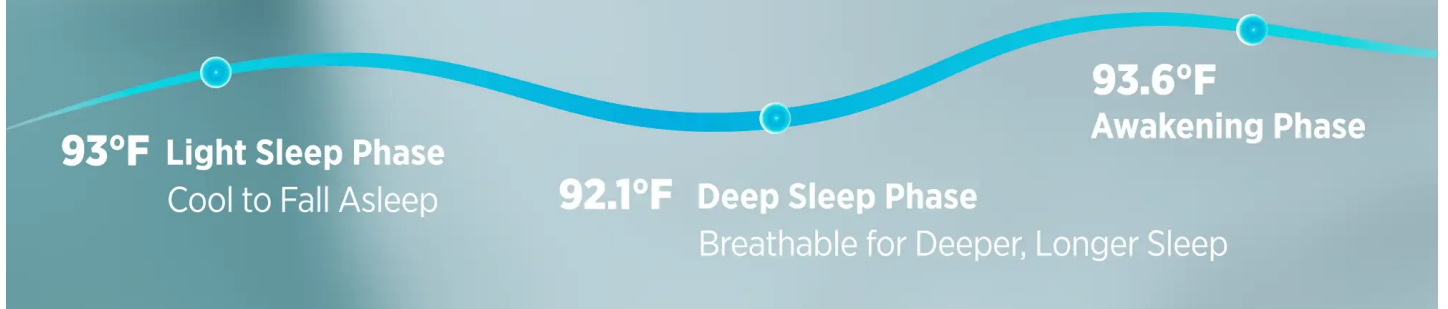 93°F Light Sleep Phase
Cool to Fall Asleep
92.1°F Deep Sleep Phase
Breathable for Deeper, Longer Sleep
93.6°F
Awakening Phase